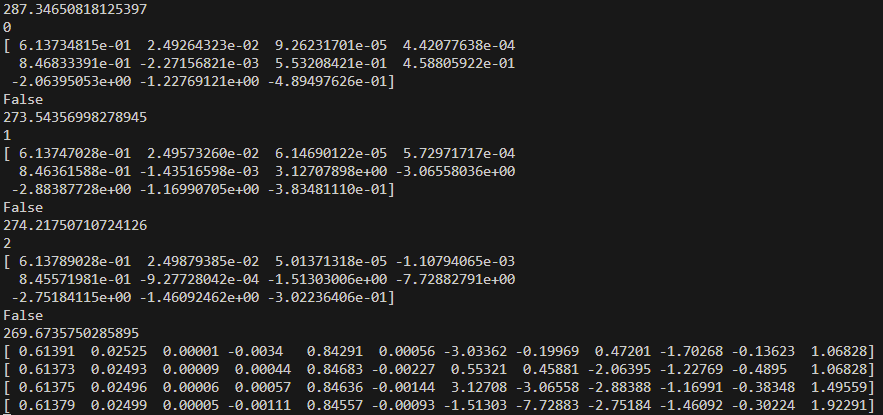 287.34650818125397
0
[ 6.13734815e-01  2.49264323e-02  9.26231701e-05  4.42077638e-04
  8.46833391e-01 -2.27156821e-03  5.53208421e-01  4.58805922e-01
 -2.06395053e+00 -1.22769121e+00 -4.89497626e-01]
False
273.54356998278945
1
[ 6.13747028e-01  2.49573260e-02  6.14690122e-05  5.72971717e-04
  8.46361588e-01 -1.43516598e-03  3.12707898e+00 -3.06558036e+00
 -2.88387728e+00 -1.16990705e+00 -3.83481110e-01]
False
274.21750710724126
2
[ 6.13789028e-01  2.49879385e-02  5.01371318e-05 -1.10794065e-03
  8.45571981e-01 -9.27728042e-04 -1.51303006e+00 -7.72882791e+00
 -2.75184115e+00 -1.46092462e+00 -3.02236406e-01]
False
269.6735750285895
[ 0.61391  0.02525  0.00001 -0.0034   0.84291  0.00056 -3.03362 -0.19969  0.47201 -1.70268 -0.13623  1.06828]
[ 0.61373  0.02493  0.00009  0.00044  0.84683 -0.00227  0.55321  0.45881 -2.06395 -1.22769 -0.4895   1.06828]
[ 0.61375  0.02496  0.00006  0.00057  0.84636 -0.00144  3.12708 -3.06558 -2.88388 -1.16991 -0.38348  1.49559]
[ 0.61379  0.02499  0.00005 -0.00111  0.84557 -0.00093 -1.51303 -7.72883 -2.75184 -1.46092 -0.30224  1.92291]